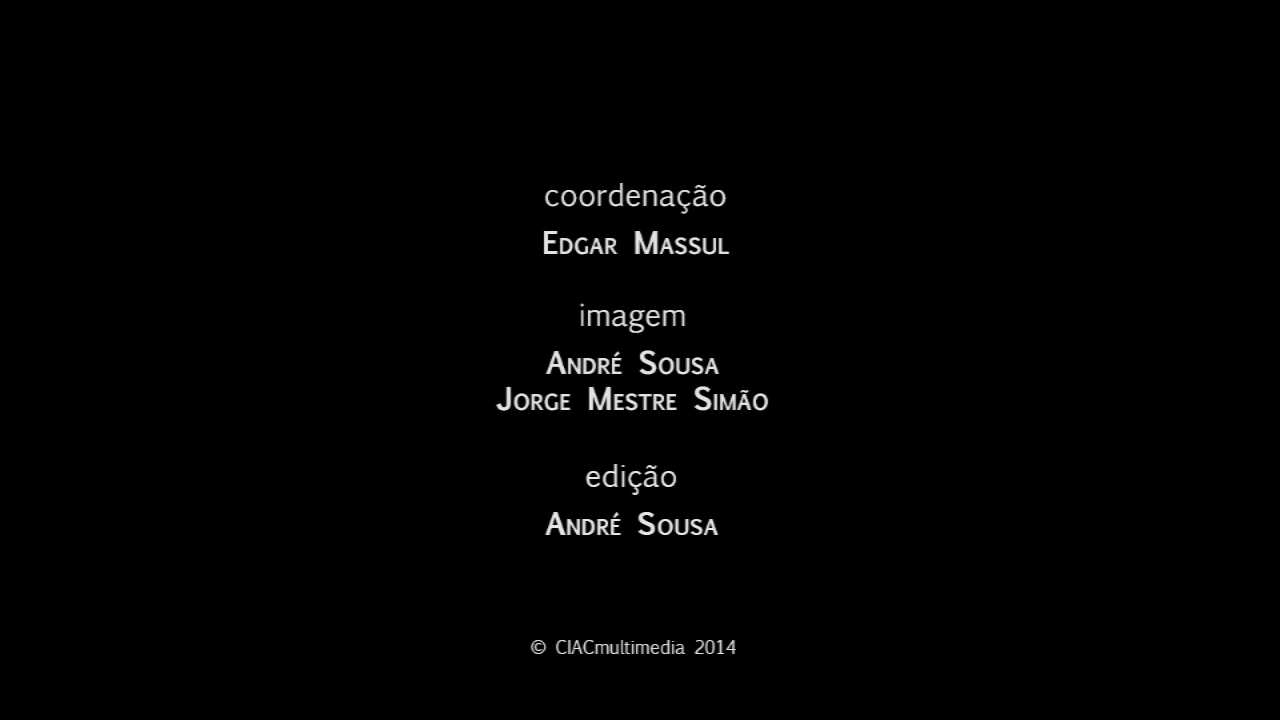 coordenação
Edgar Massul
imagem
André Sousa
Jorge Mestre Simão
edição
André Sousa
© CIACmultimedia 2014